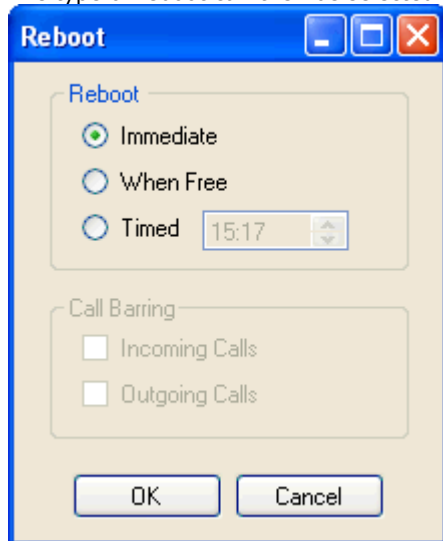 Reboot
Reboot
Immediate
When Free
Timed 15:17
Call Barring
Incoming Calls
Outgoing Calls
OK Cancel